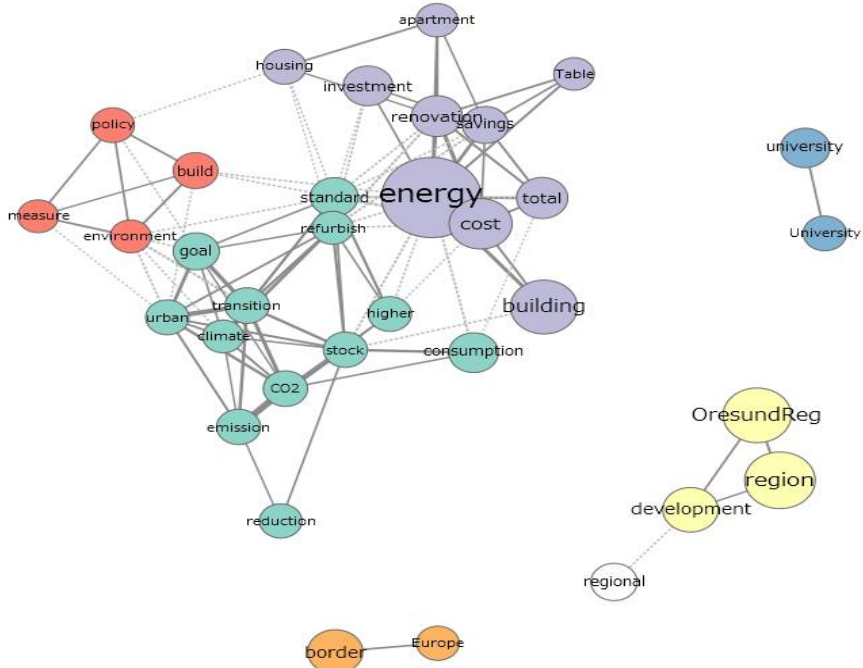 apartment
housing
Table
investment
renovation
savings
policy
university
build
energy
standard
total
measure
cost
refurbish
University
environment
goal
transition
building
higher
urban
climate
stock
consumption
CO2
OresundReg
emission
region
development
reduction
regional
Europe
border